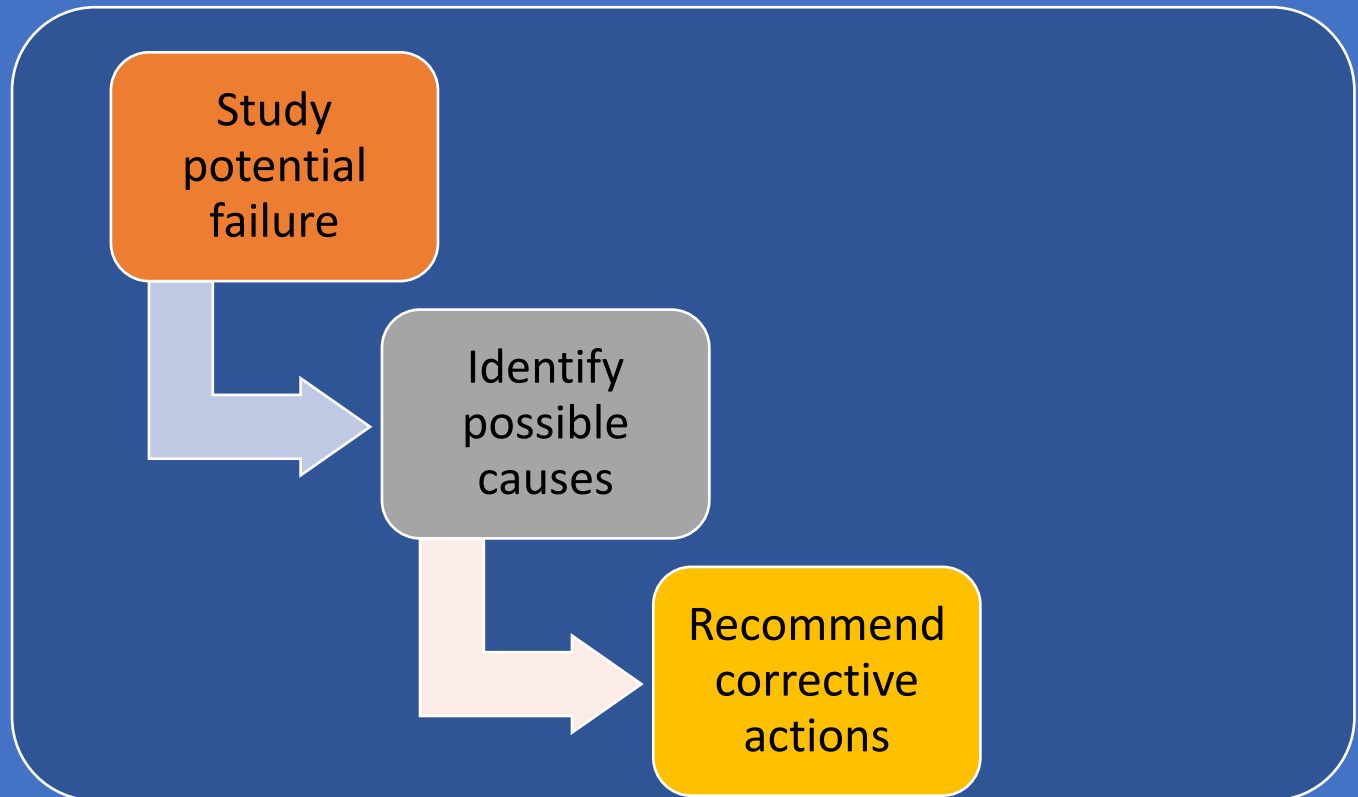 Study
potential
failure
Identify
possible
causes
Recommend
corrective
actions